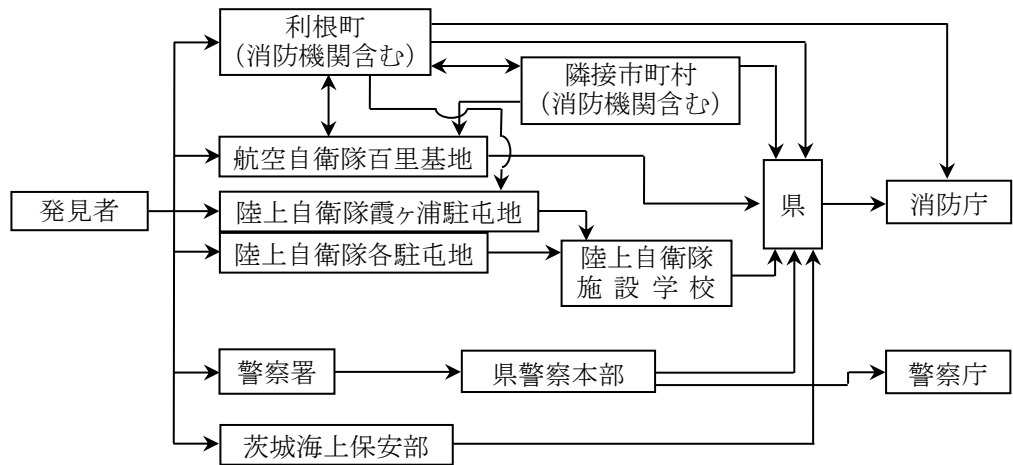 利根町
（消防機関含む）
隣接市町村
（消防機関含む）
航空自衛隊百里基地
発見者
陸上自衛隊霞ヶ浦駐屯地
県
消防庁
陸上自衛隊各駐屯地
陸上自衛隊
施設学校
警察署
県警察本部
警察庁
茨城海上保安部